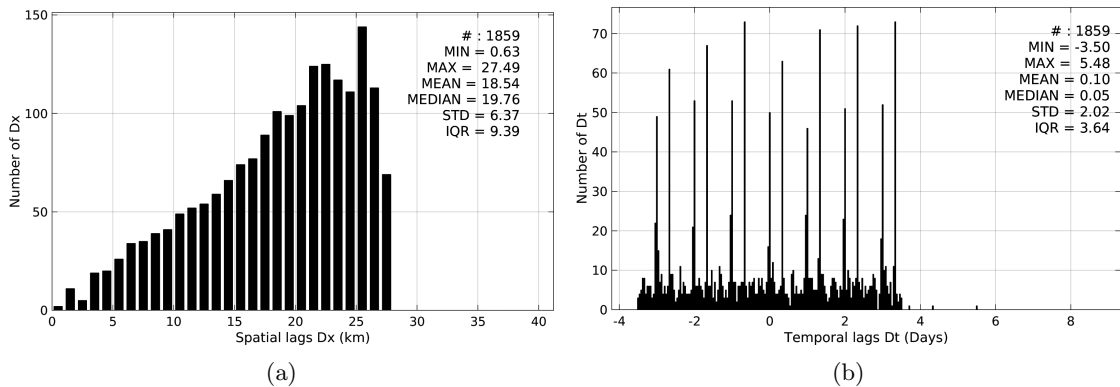 150
100
50
0
Number of Dx
# : 1859
MIN = 0.63
MAX = 27.49
MEAN = 18.54
MEDIAN = 19.76
STD = 6.37
IQR = 9.39
0 5 10 15 20 25 30 35 40
Spatial lags Dx (km)
(a)
70
60
50
40
30
20
10
0
Number of Dt
# : 1859
MIN = -3.50
MAX = 5.48
MEAN = 0.10
MEDIAN = 0.05
STD = 2.02
IQR = 3.64
-4 -2 0 2 4 6 8
Temporal lags Dt (Days)
(b)